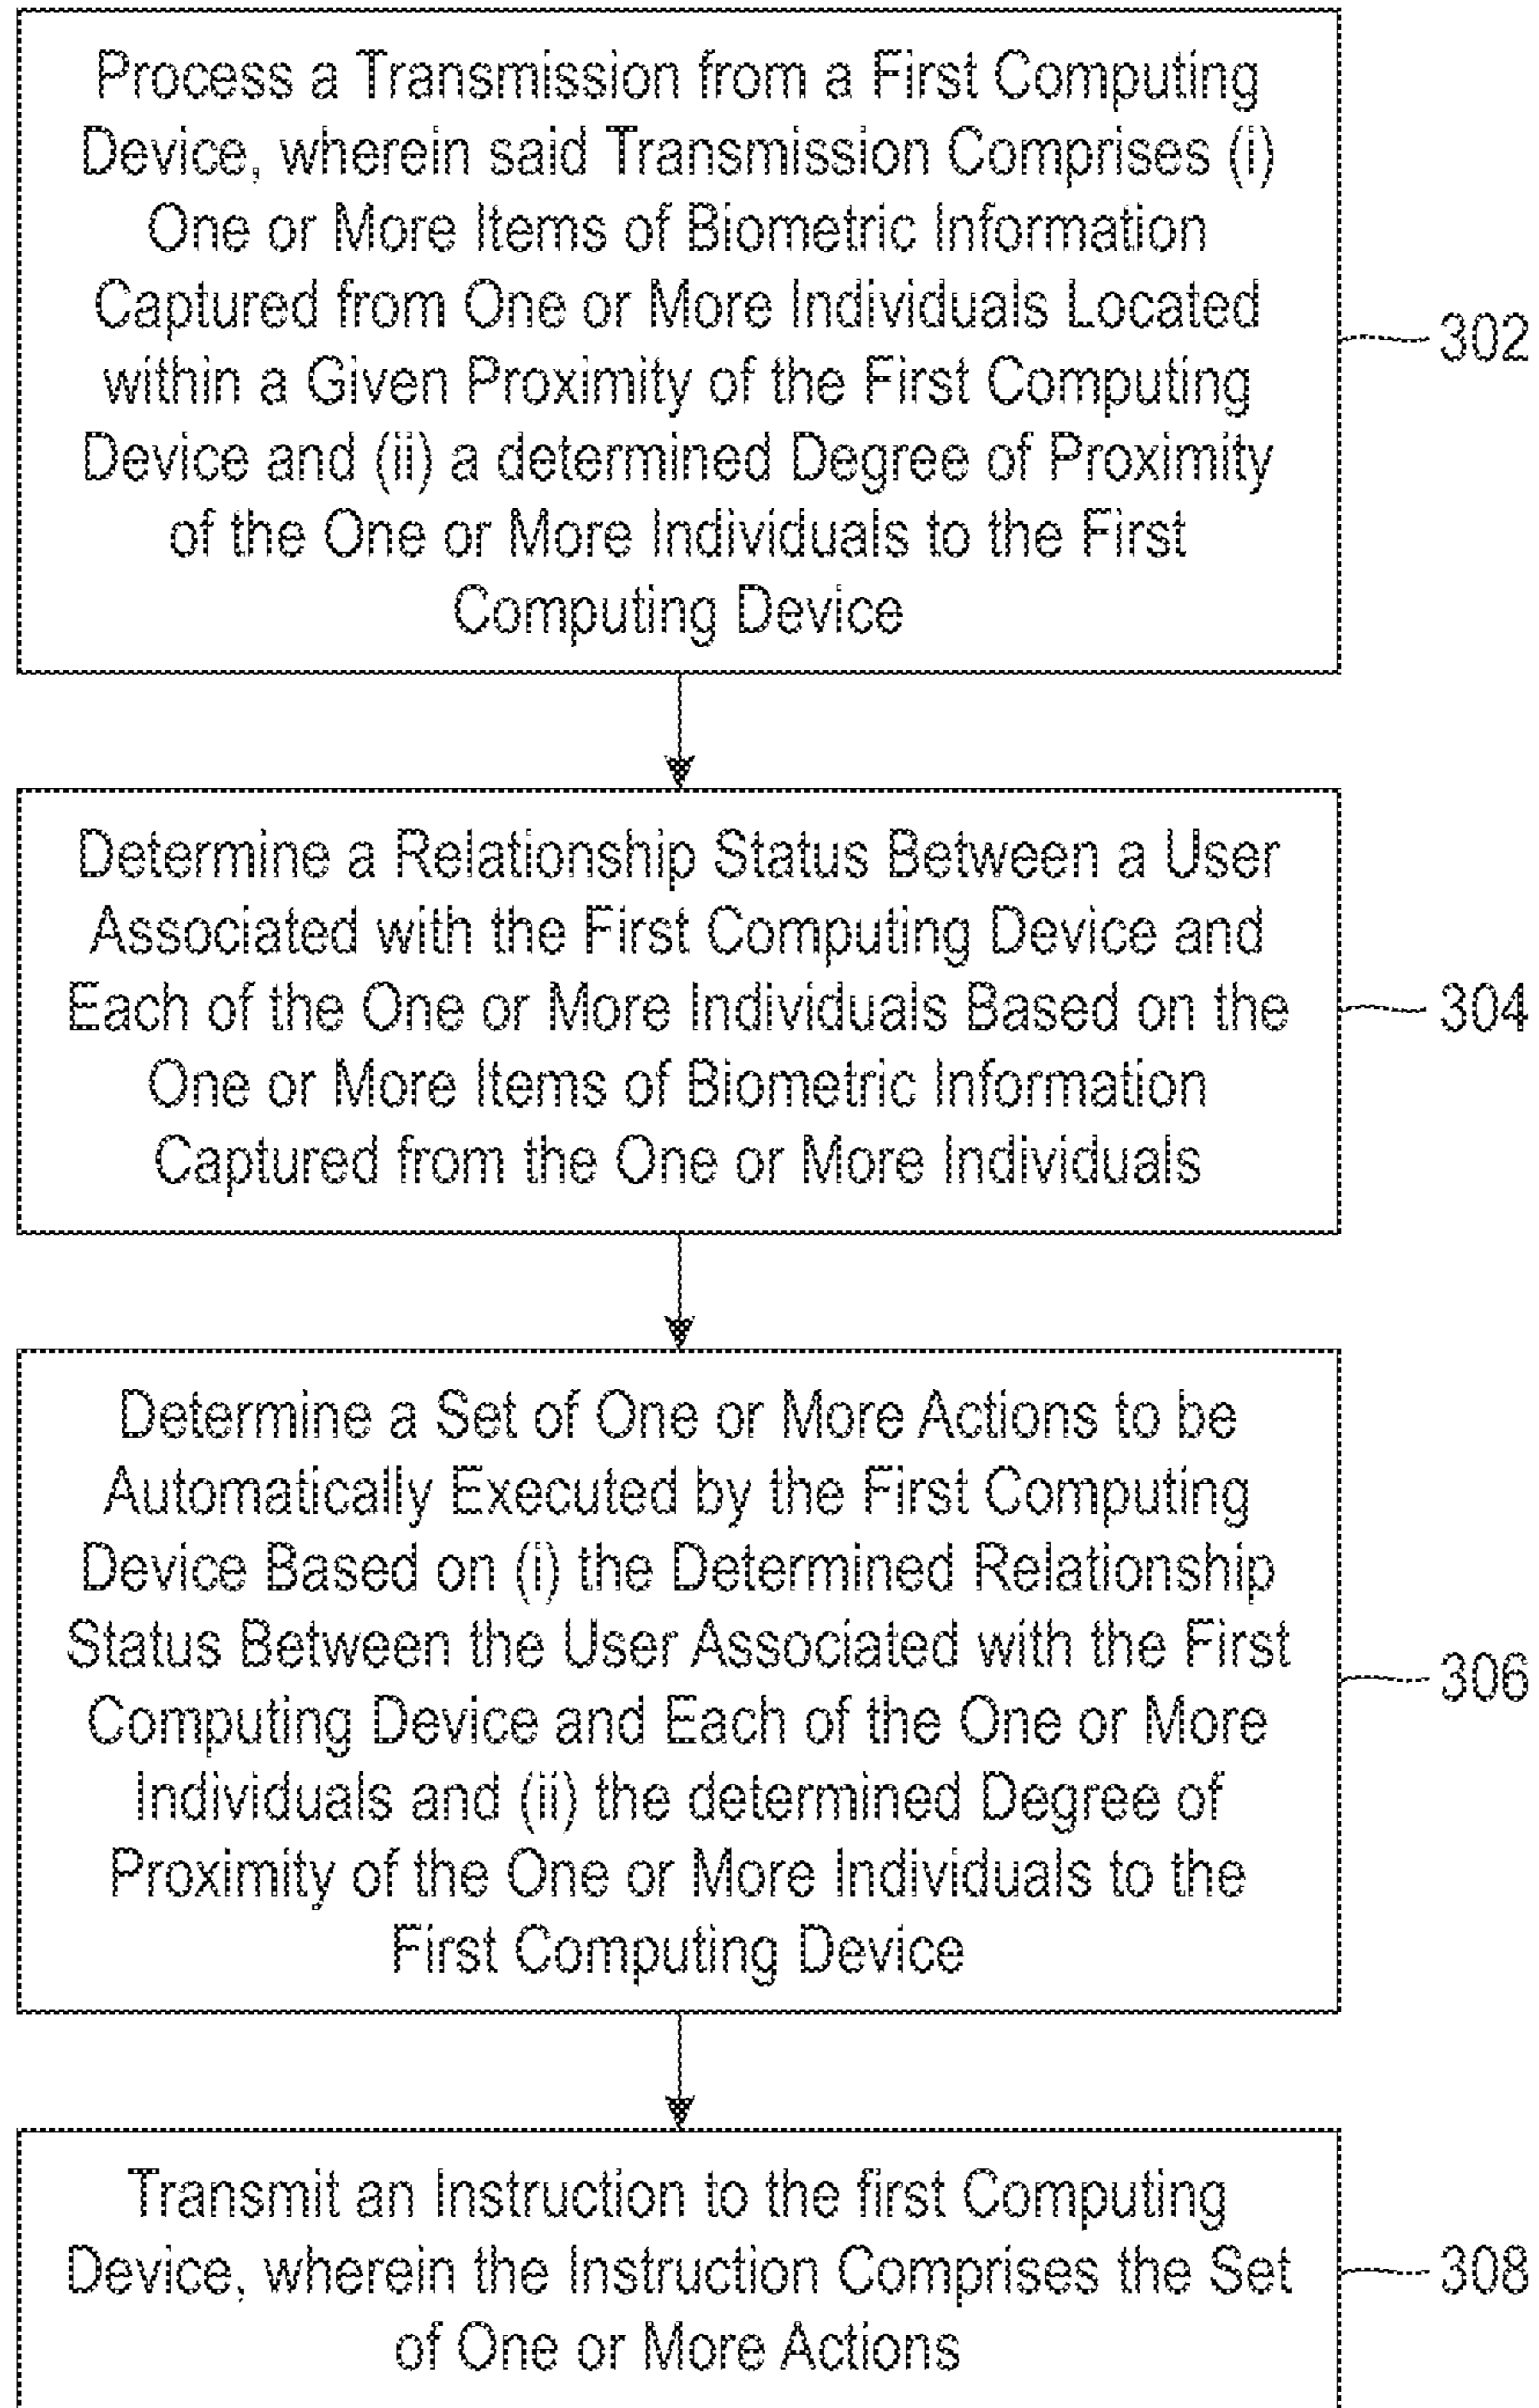 Process a Transmission from a First Computing
Device, wherein said Transmission Comprises (i)
One or More Items of Biometric Information
Captured from One or More Individuals Located
within a Given Proximity of the First Computing
Device and (ii) a determined Degree of Proximity
of the One or More Individuals to the First
Computing Device
302
Determine a Relationship Status Between a User
Associated with the First Computing Device and
Each of the One or More Individuals Based on the
One or More Items of Biometric Information
Captured from the One or More Individuals
304
Determine a Set of One or More Actions to be
Automatically Executed by the First Computing
Device Based on (i) the Determined Relationship
Status Between the User Associated with the First
Computing Device and Each of the One or More
Individuals and (ii) the determined Degree of
Proximity of the One or More Individuals to the
First Computing Device
306
Transmit an Instruction to the first Computing
Device, wherein the Instruction Comprises the Set
of One or More Actions
308